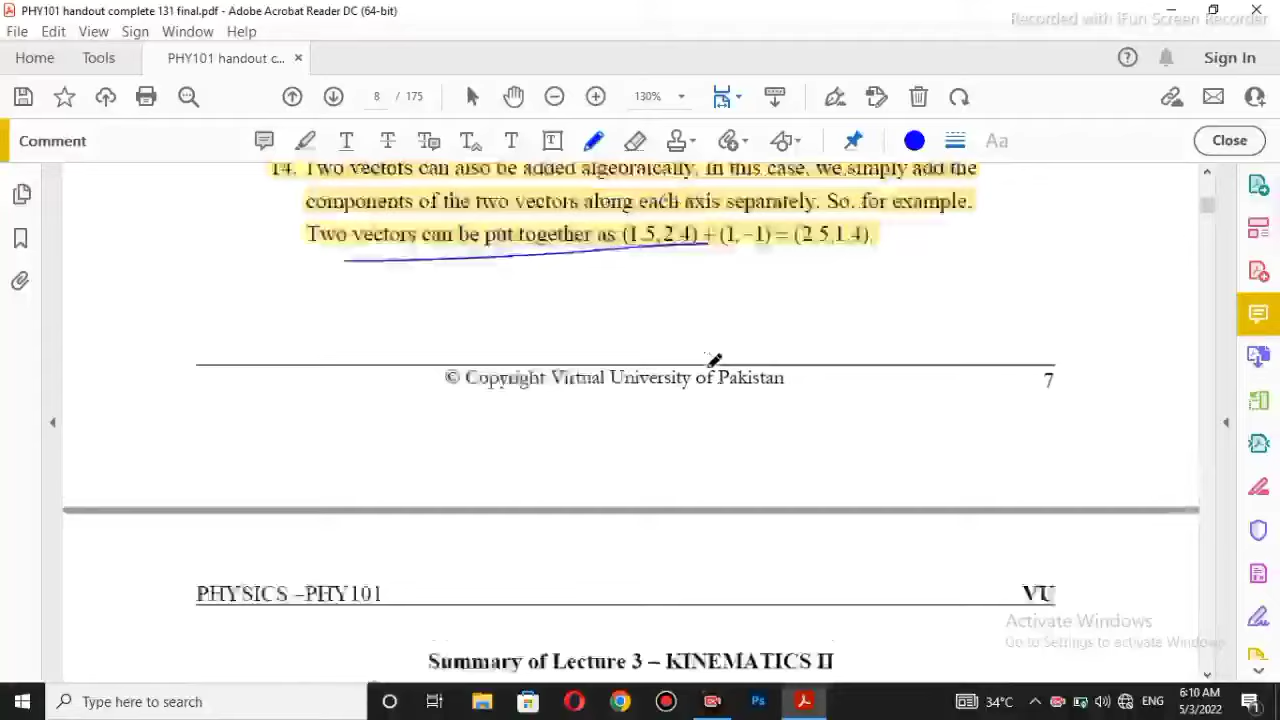 PHY101 handout complete 131 final.pdf - Adobe Acrobat Reader DC (64-bit)
Recorded with iFun Screen Recorder
File Edit View Sign Window Help
Home Tools PHY101 handout c... × Sign In
8 / 175 130%
Comment Aa Close
14. Two vectors can also be added algebraically. In this case, we simply add the
components of the two vectors along each axis separately. So, for example,
Two vectors can be put together as (1.5,2.4) + (1,−1) = (2.5,1.4).
© Copyright Virtual University of Pakistan 7
PHYSICS –PHY101 VU
Activate Windows
Go to Settings to activate Windows.
Summary of Lecture 3 – KINEMATICS II
Type here to search Ps 34°C ENG 6:10 AM
5/3/2022 1